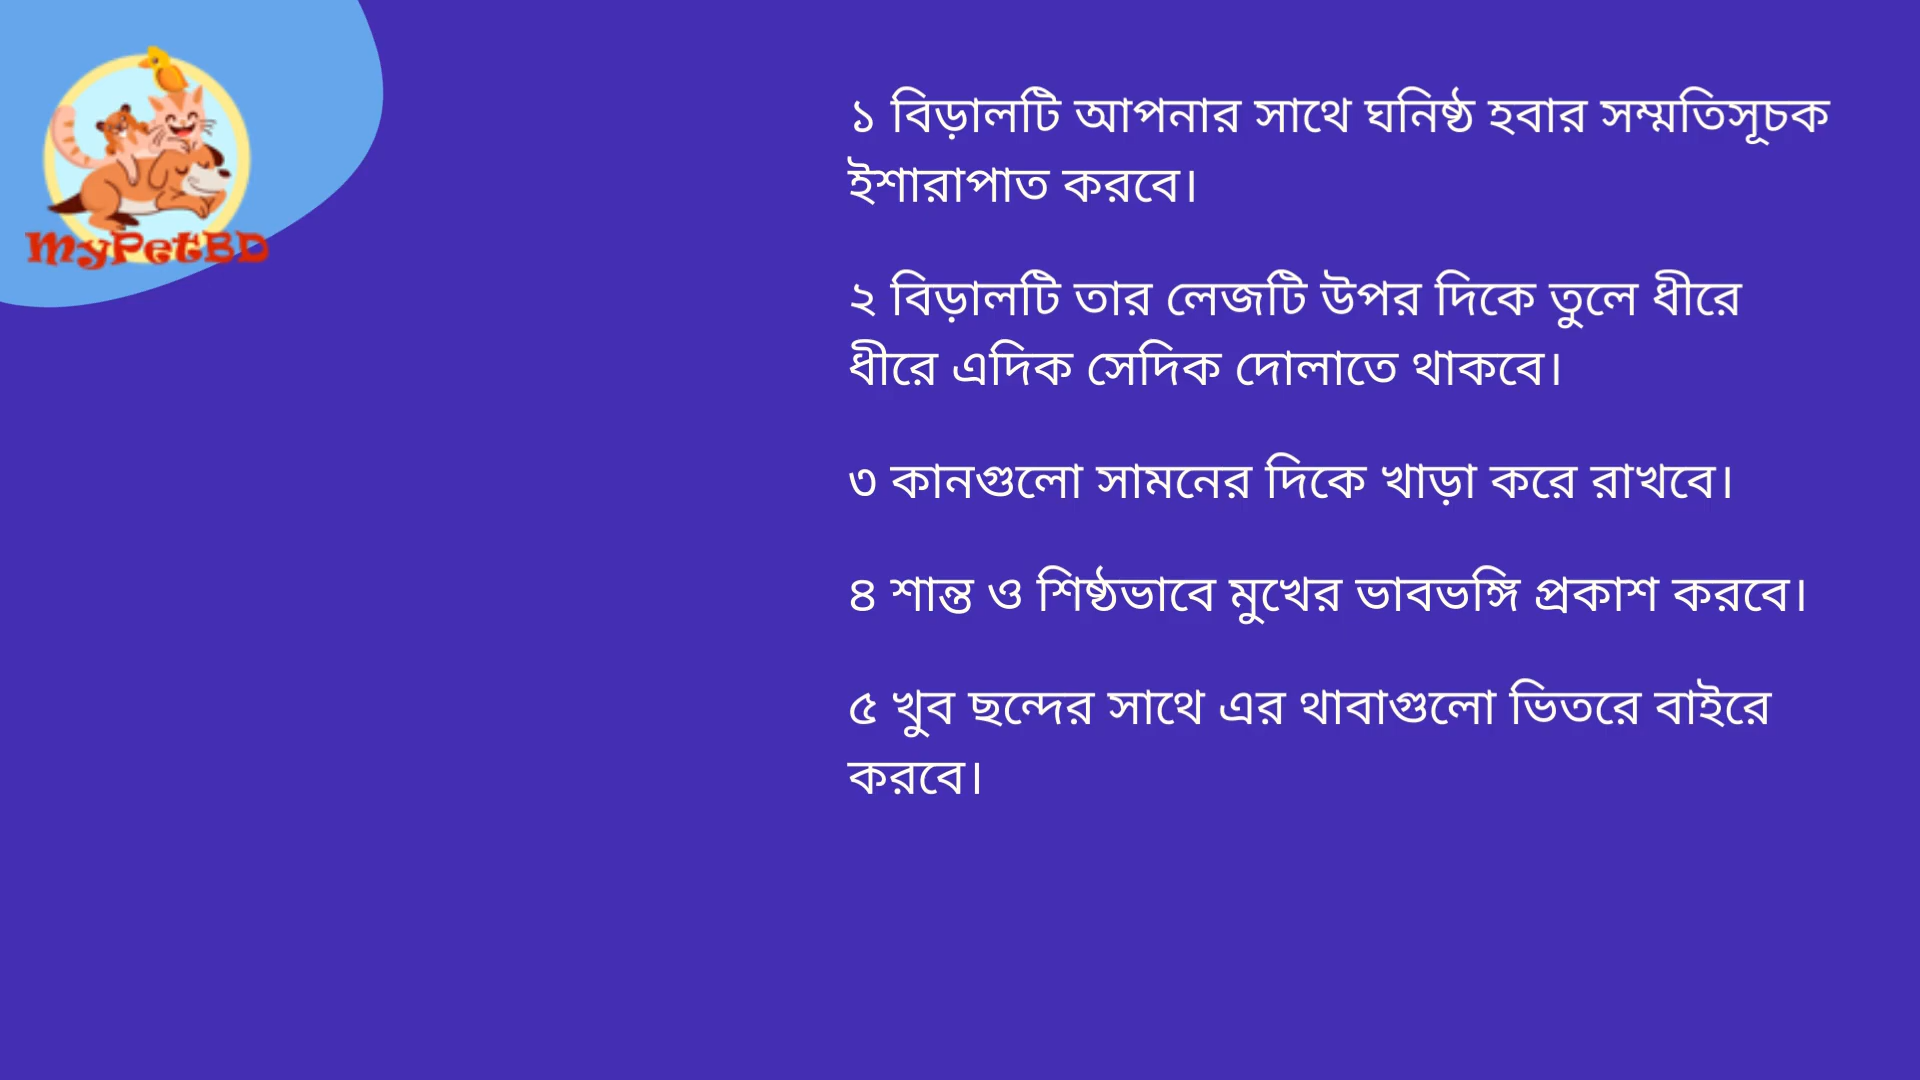 MyPetBD
১ বিড়ালটি আপনার সাথে ঘনিষ্ঠ হবার সম্মতিসূচক
ইশারাপাত করবে।
২ বিড়ালটি তার লেজটি উপর দিকে তুলে ধীরে
ধীরে এদিক সেদিক দোলাতে থাকবে।
৩ কানগুলো সামনের দিকে খাড়া করে রাখবে।
৪ শান্ত ও শিষ্ঠভাবে মুখের ভাবভঙ্গি প্রকাশ করবে।
৫ খুব ছন্দের সাথে এর থাবাগুলো ভিতরে বাইরে
করবে।